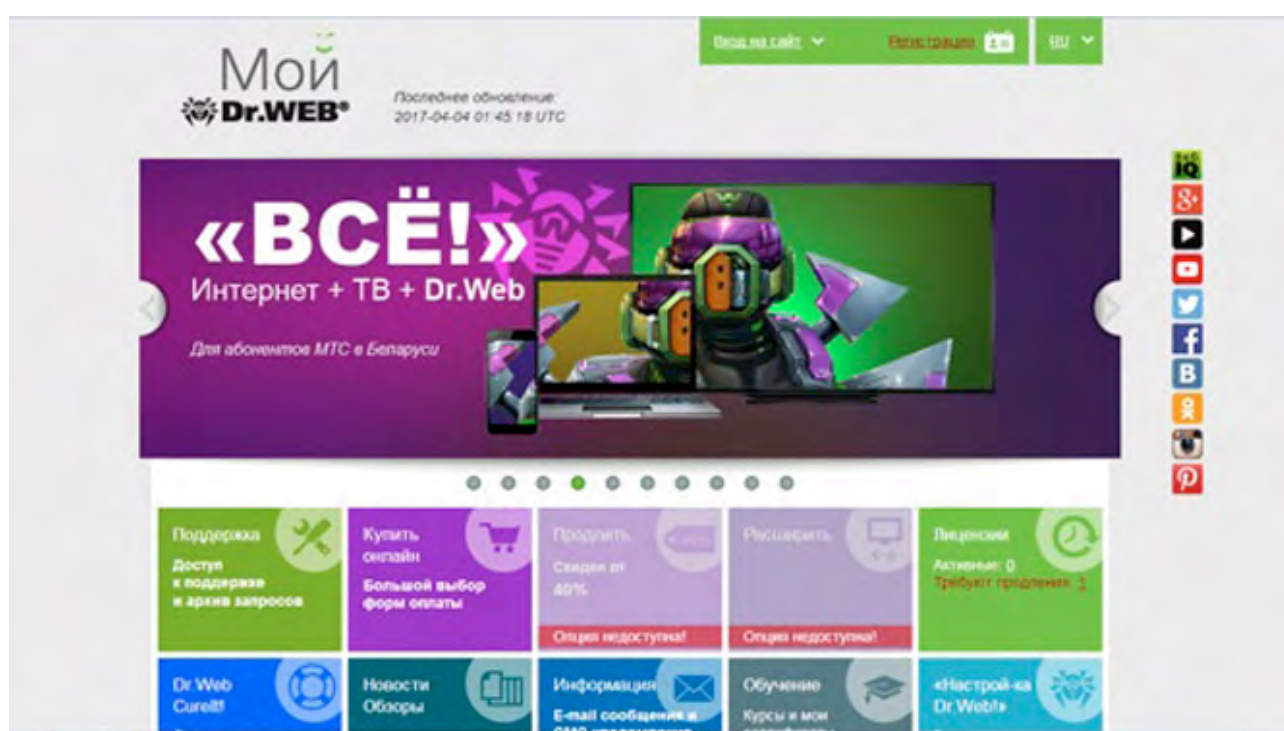 Мой
Dr.WEB®
Последнее обновление:
2017-04-04 01:45:18 UTC
Вход на сайт
Регистрация
RU
«ВСЁ!»
Интернет + ТВ + Dr.Web
Для абонентов МТС в Беларуси
Поддержка
Доступ
к поддержке
и архив запросов
Купить
онлайн
Большой выбор
форм оплаты
Продлить
Скидки от
40%
Опция недоступна!
Расширить
Опция недоступна!
Лицензии
Активные: 0
Требуют продления: 1
Dr.Web
CureIt!
Новости
Обзоры
Информация
E-mail сообщения и
SMS-уведомления
Обучение
Курсы и мои
сертификаты
«Настрой-ка
Dr.Web!»